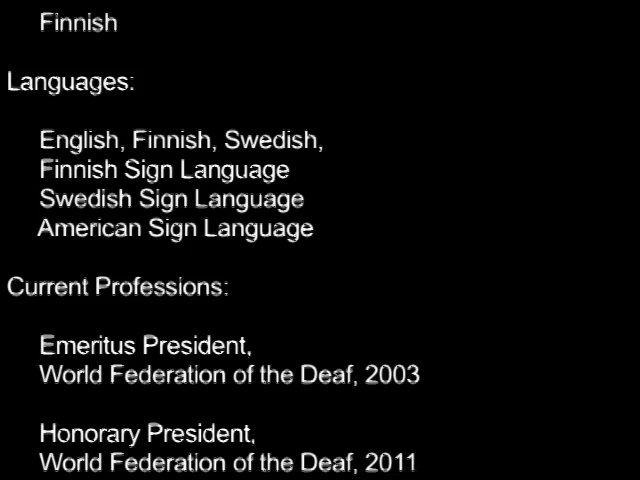 Finnish
Languages:
English, Finnish, Swedish,
Finnish Sign Language
Swedish Sign Language
American Sign Language
Current Professions:
Emeritus President,
World Federation of the Deaf, 2003
Honorary President,
World Federation of the Deaf, 2011